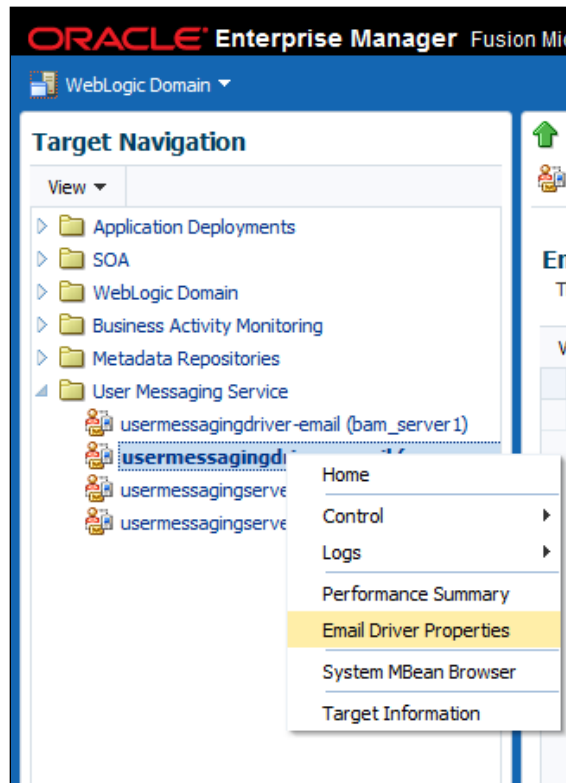 ORACLE Enterprise Manager Fusion
WebLogic Domain
Target Navigation
View
Application Deployments
SOA
WebLogic Domain
Business Activity Monitoring
Metadata Repositories
User Messaging Service
usermessagingdriver-email (bam_server1)
usermessagingd
usermessagingserve
usermessagingserve
Home
Control
Logs
Performance Summary
Email Driver Properties
System MBean Browser
Target Information